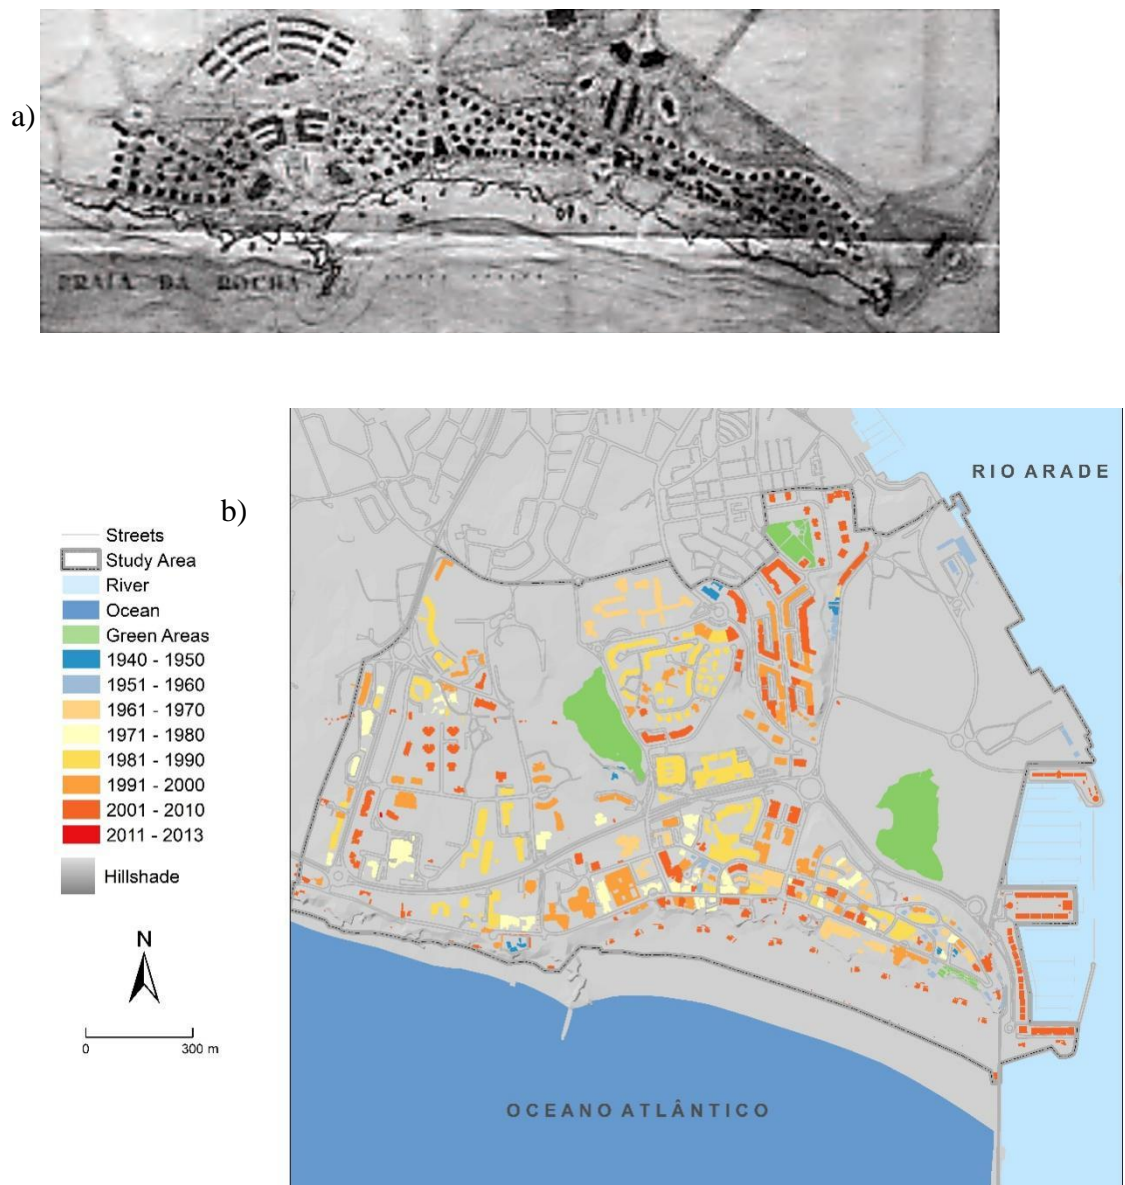 a)
PRAIA DA ROCHA
b)
RIO ARADE
Streets
Study Area
River
Ocean
Green Areas
1940 - 1950
1951 - 1960
1961 - 1970
1971 - 1980
1981 - 1990
1991 - 2000
2001 - 2010
2011 - 2013
Hillshade
N
0 300 m
OCEANO ATLÂNTICO